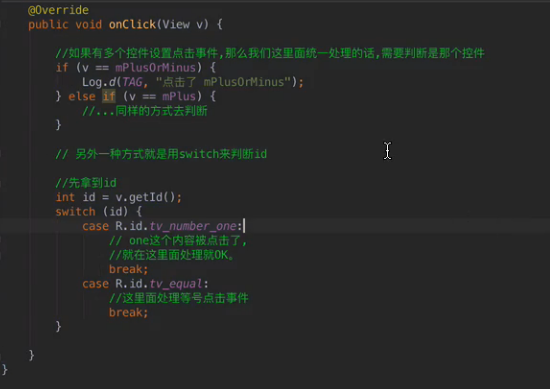 @Override
public void onClick(View v) {
//如果有多个控件设置点击事件,那么我们这里面统一处理的话,需要判断是那个控件
if (v == mPlusOrMinus) {
Log.d(TAG, "点击了 mPlusOrMinus");
} else if (v == mPlus) {
//...同样的方式去判断
}
// 另外一种方式就是用switch来判断id
//先拿到id
int id = v.getId();
switch (id) {
case R.id.tv_number_one:
// one这个内容被点击了,
//就在这里面处理就OK。
break;
case R.id.tv_equal:
//这里面处理等号点击事件
break;
}
}
}